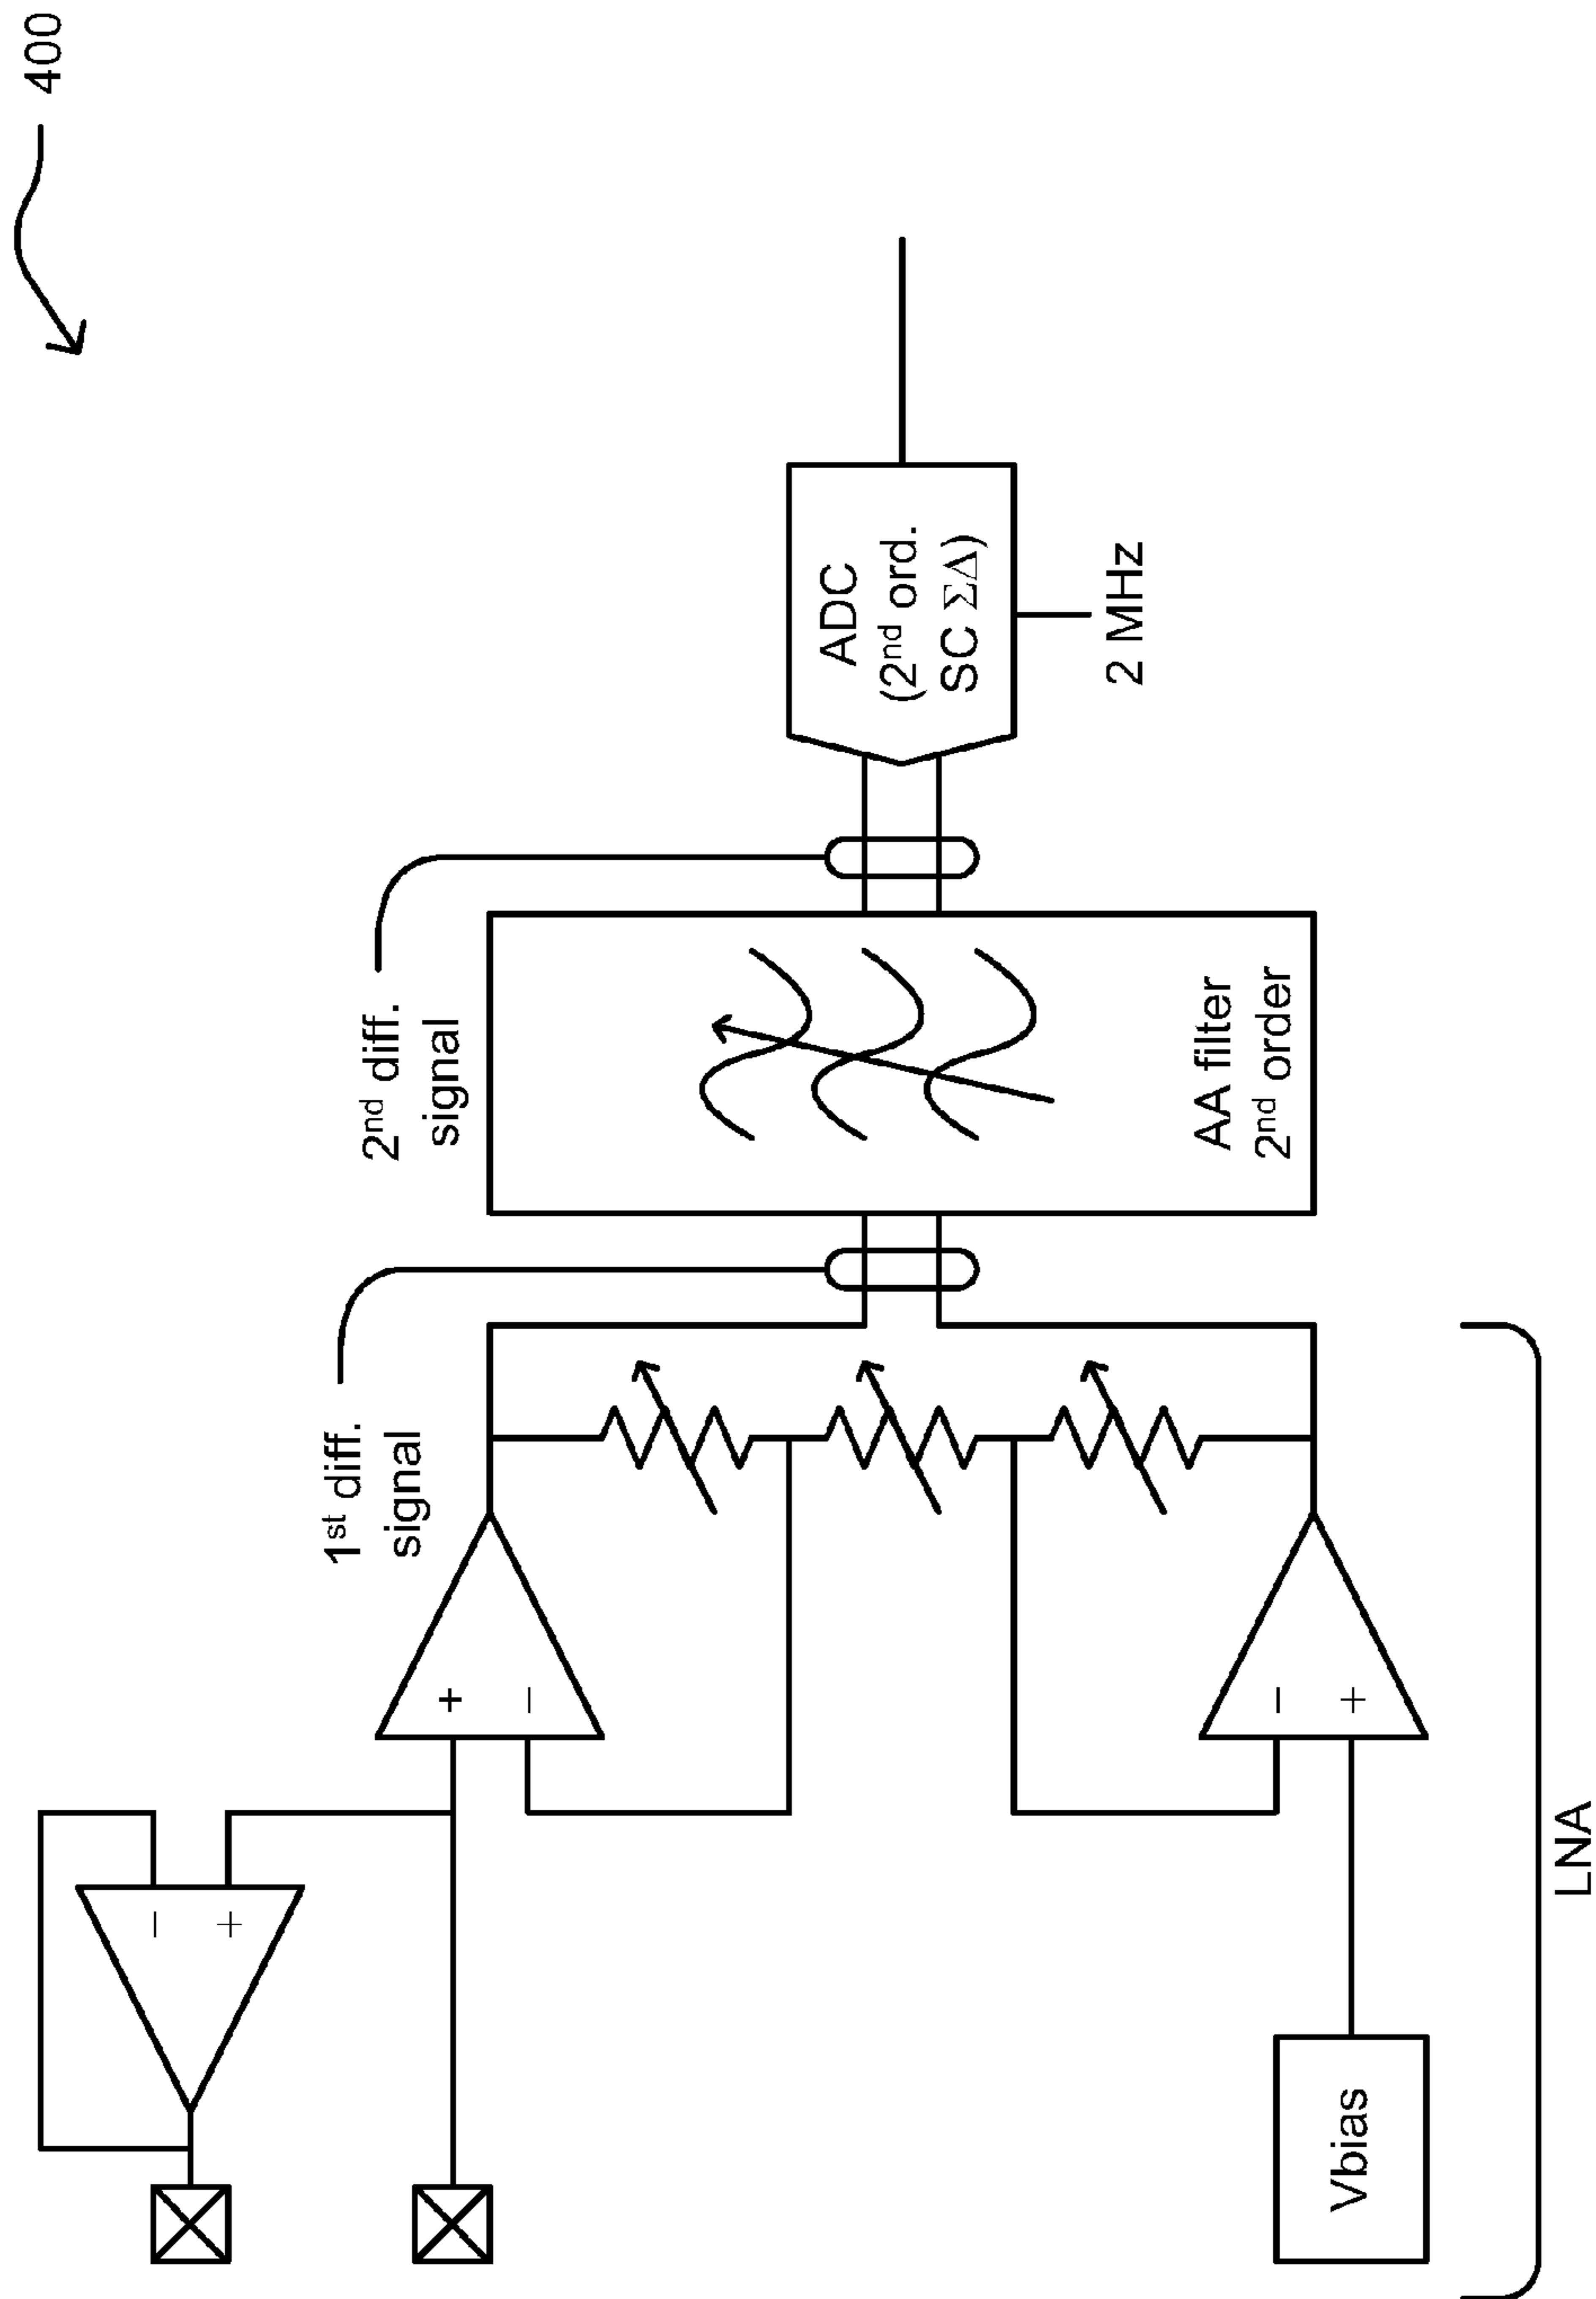 400
1st diff.
signal
2nd diff.
signal
+
−
−
+
−
+
Vbias
AA filter
2nd order
ADC
(2nd ord.
SC ΣΔ)
2 MHz
LNA